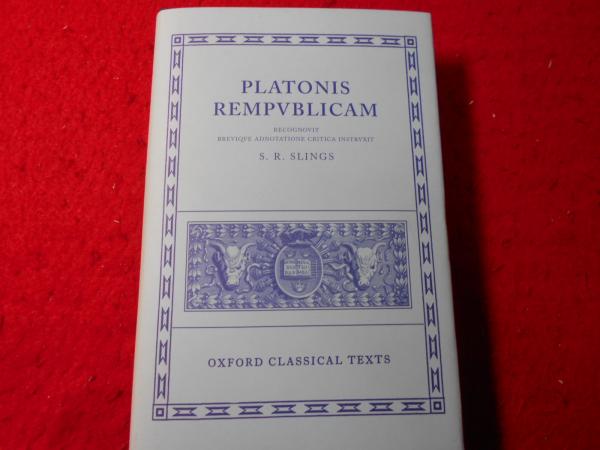 PLATONIS
REMPVBLICAM
RECOGNOVIT
BREVIQVE ADNOTATIONE CRITICA INSTRVXIT
S. R. SLINGS
OXFORD CLASSICAL TEXTS